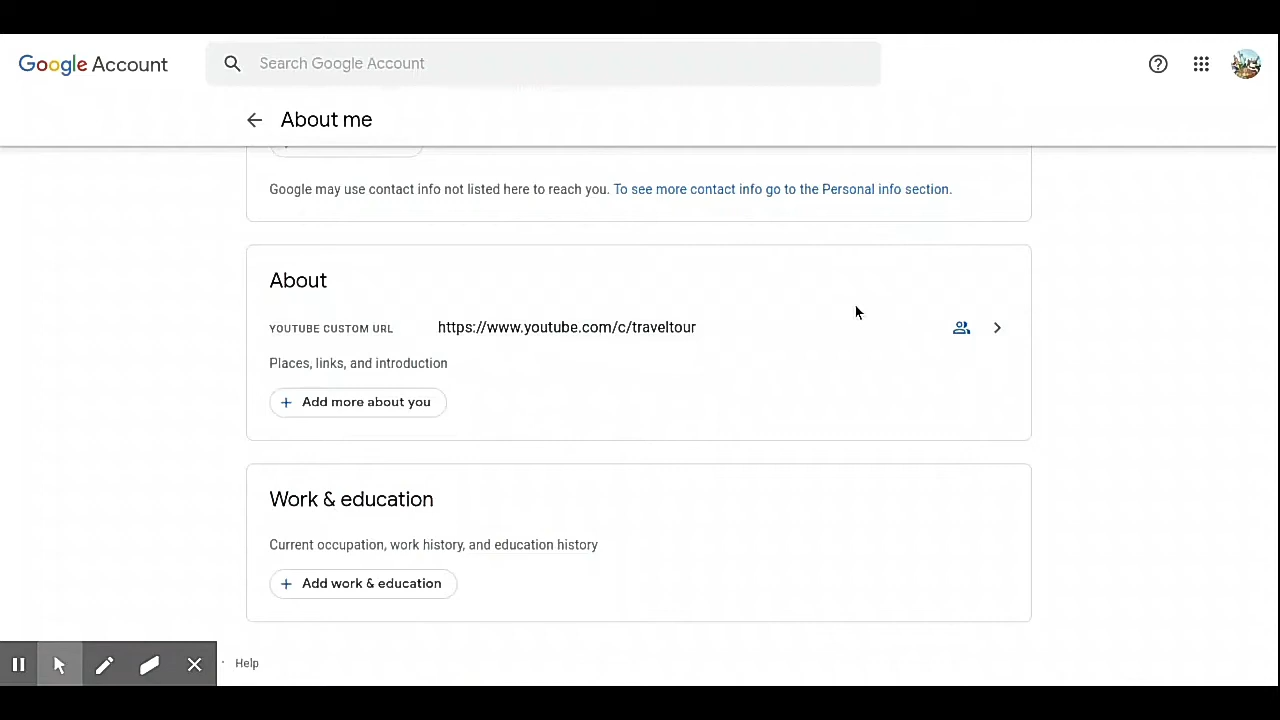 Google Account
Search Google Account
About me
Google may use contact info not listed here to reach you. To see more contact info go to the Personal info section.
About
YOUTUBE CUSTOM URL
https://www.youtube.com/c/traveltour
Places, links, and introduction
Add more about you
Work & education
Current occupation, work history, and education history
Add work & education
Help